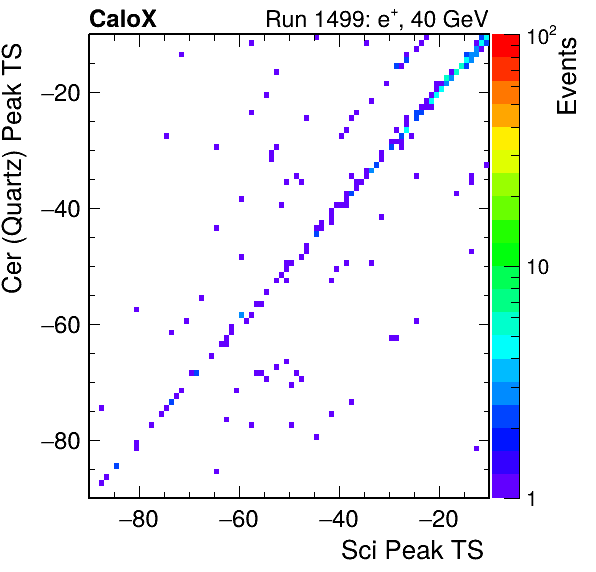 CaloX Run 1499: e⁺, 40 GeV
Cer (Quartz) Peak TS
−20
−40
−60
−80
−80 −60 −40 −20
Sci Peak TS
10²
10
1
Events